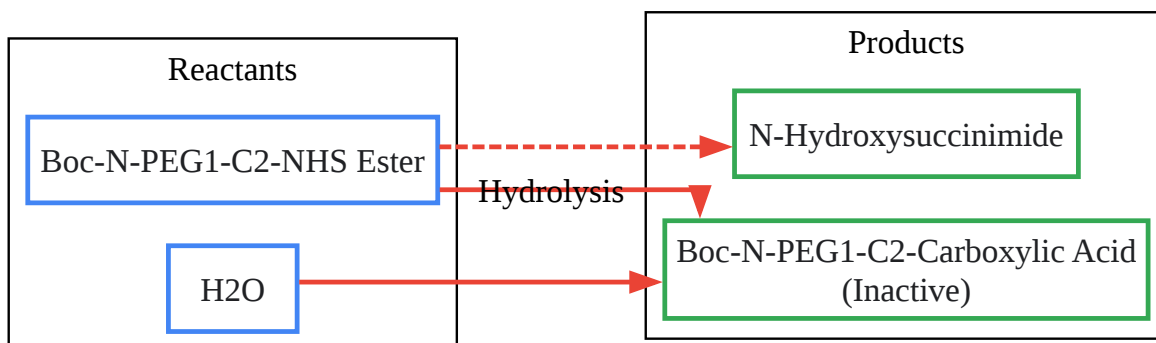 Reactants
Boc-N-PEG1-C2-NHS Ester
H2O
Hydrolysis
Products
N-Hydroxysuccinimide
Boc-N-PEG1-C2-Carboxylic Acid
(Inactive)